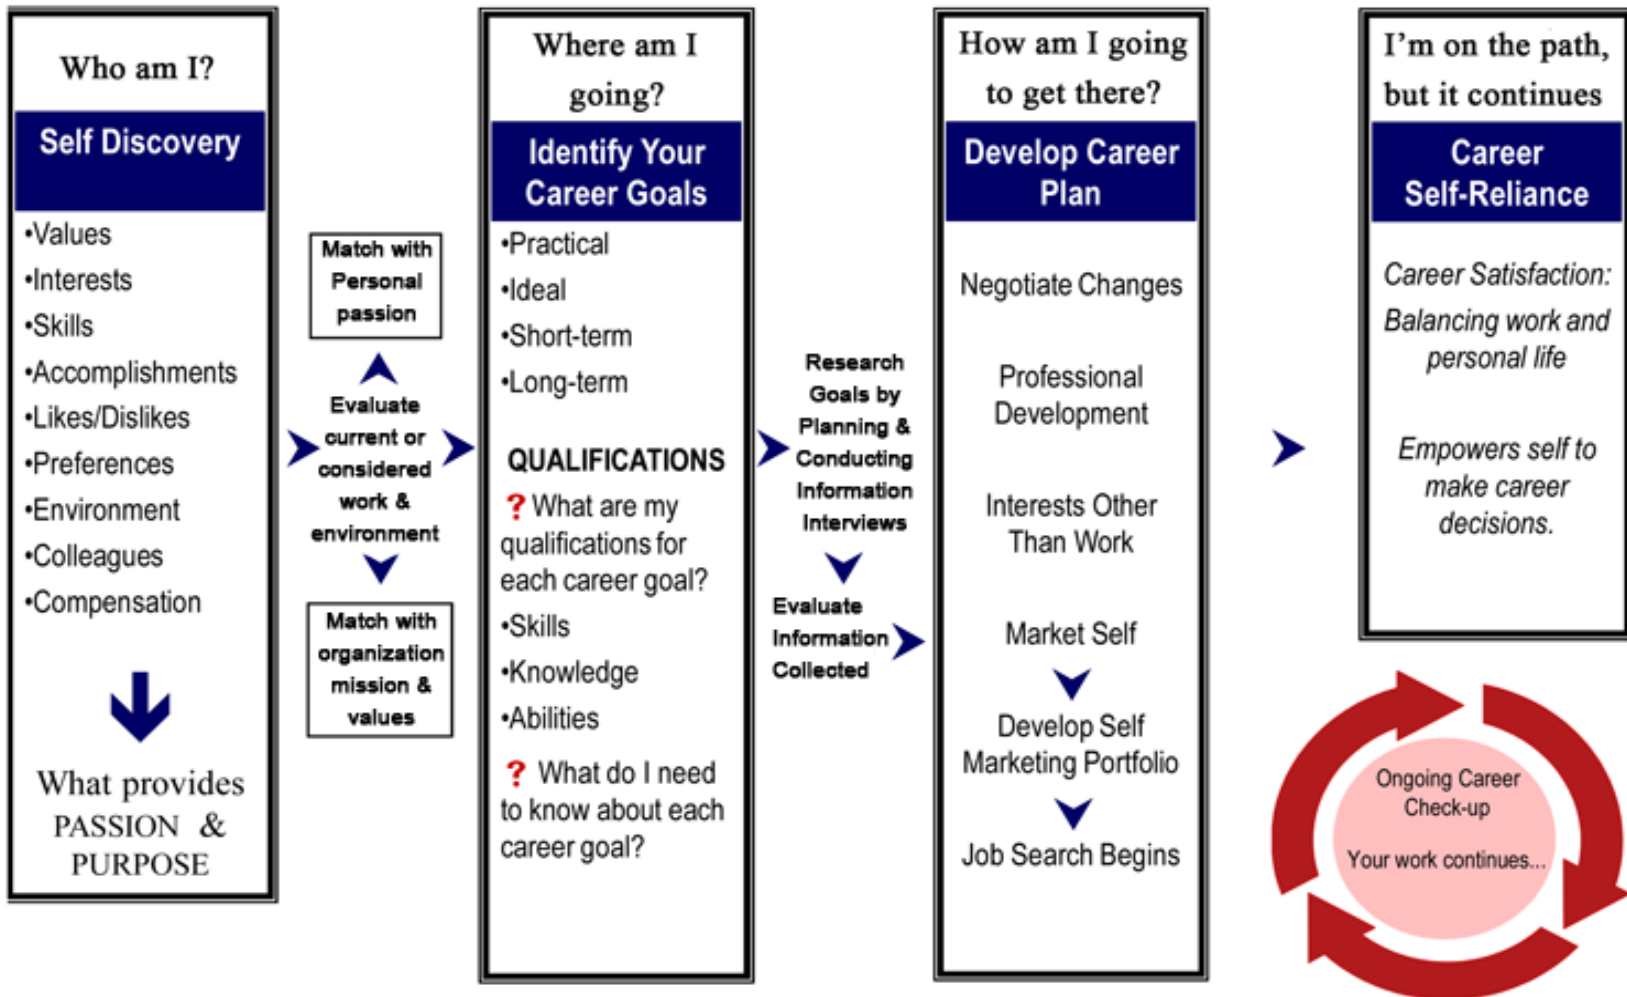 Who am I?
Self Discovery
•Values
•Interests
•Skills
•Accomplishments
•Likes/Dislikes
•Preferences
•Environment
•Colleagues
•Compensation
What provides
PASSION &
PURPOSE
Match with
Personal
passion
Evaluate
current or
considered
work &
environment
Match with
organization
mission &
values
Where am I
going?
Identify Your
Career Goals
•Practical
•Ideal
•Short-term
•Long-term
QUALIFICATIONS
? What are my
qualifications for
each career goal?
•Skills
•Knowledge
•Abilities
? What do I need
to know about each
career goal?
Research
Goals by
Planning &
Conducting
Information
Interviews
Evaluate
Information
Collected
How am I going
to get there?
Develop Career
Plan
Negotiate Changes
Professional
Development
Interests Other
Than Work
Market Self
Develop Self
Marketing Portfolio
Job Search Begins
I'm on the path,
but it continues
Career
Self-Reliance
Career Satisfaction:
Balancing work and
personal life
Empowers self to
make career
decisions.
Ongoing Career
Check-up
Your work continues...